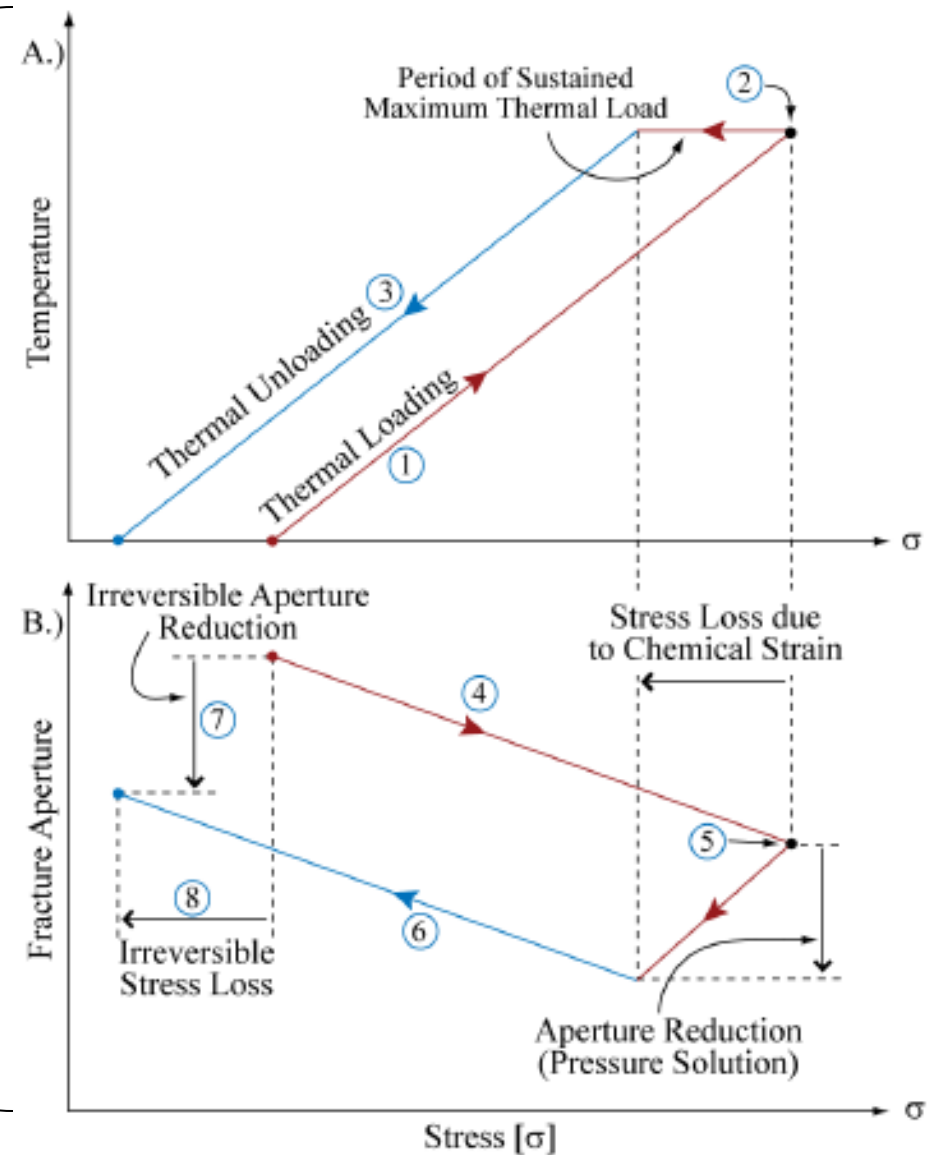 A.)
Period of Sustained
Maximum Thermal Load
2
Temperature
3
Thermal Unloading
Thermal Loading
1
σ
B.)
Irreversible Aperture
Reduction
Stress Loss due
to Chemical Strain
4
7
Fracture Aperture
5
8
6
Irreversible
Stress Loss
Aperture Reduction
(Pressure Solution)
σ
Stress [σ]